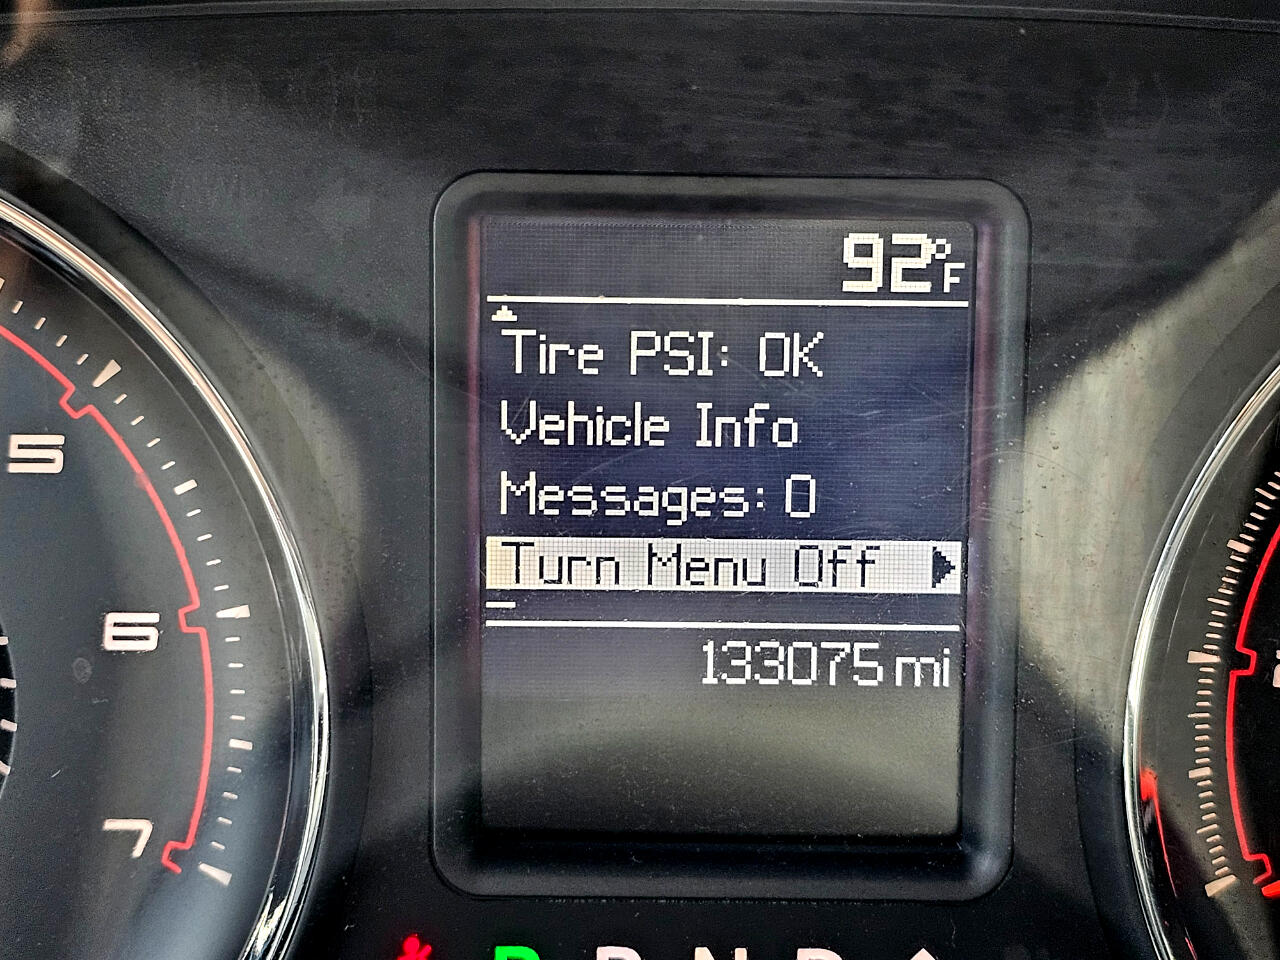 92°F
Tire PSI: OK
Vehicle Info
Messages: 0
Turn Menu Off
133075 mi
5
6
7
P R N D